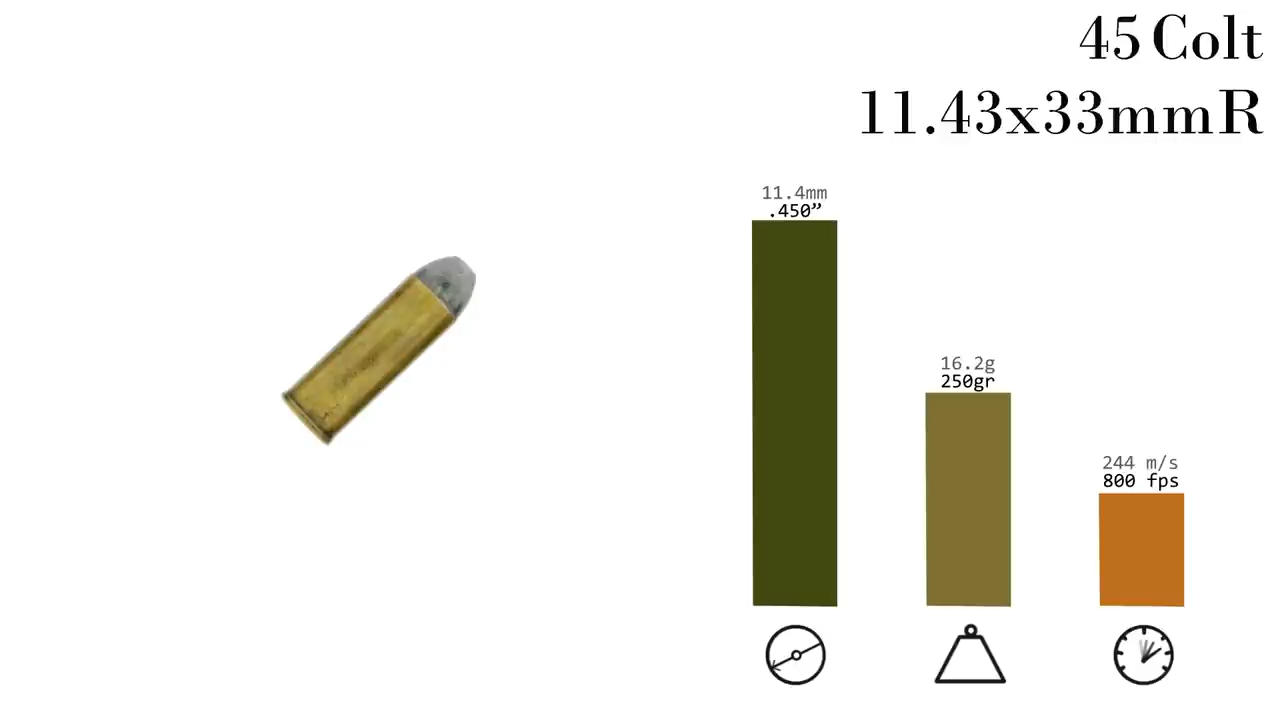 45 Colt
11.43x33mmR
11.4mm
.450”
16.2g
250gr
244 m/s
800 fps